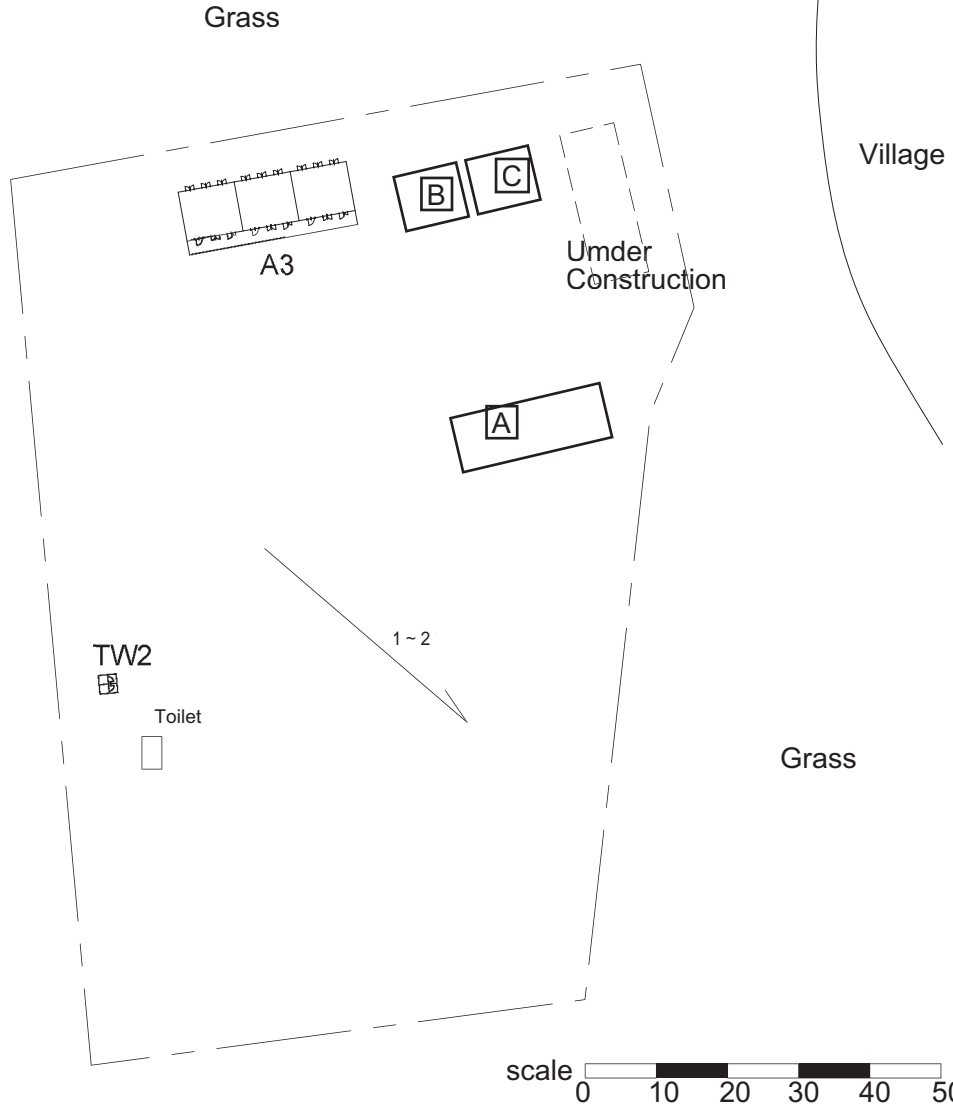 Grass
Village
B
C
A3
Umder
Construction
A
1 ~ 2
TW2
Toilet
Grass
scale
0 10 20 30 40 50